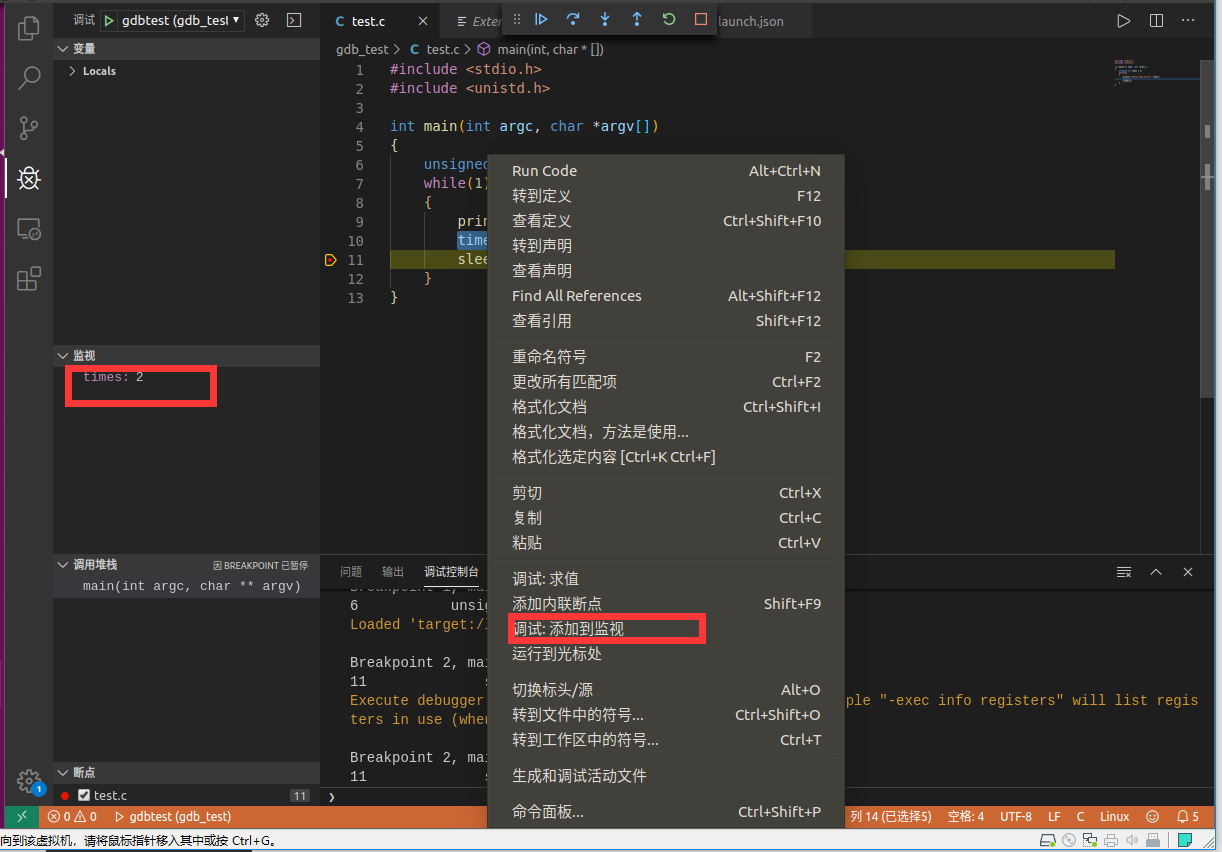 调试 gdbtest (gdb_test)
test.c
launch.json
gdb_test > C test.c > main(int, char * [])
变量
Locals
监视
times: 2
调用堆栈 因 BREAKPOINT 已暂停
main(int argc, char ** argv)
断点
test.c 11
1 #include <stdio.h>
2 #include <unistd.h>
3
4 int main(int argc, char *argv[])
5 {
6 unsigned
7 while(1)
8 {
9 prin
10 time
11 slee
12 }
13 }
Run Code Alt+Ctrl+N
转到定义 F12
查看定义 Ctrl+Shift+F10
转到声明
查看声明
Find All References Alt+Shift+F12
查看引用 Shift+F12
重命名符号 F2
更改所有匹配项 Ctrl+F2
格式化文档 Ctrl+Shift+I
格式化文档，方法是使用...
格式化选定内容 [Ctrl+K Ctrl+F]
剪切 Ctrl+X
复制 Ctrl+C
粘贴 Ctrl+V
调试: 求值
添加内联断点 Shift+F9
调试: 添加到监视
运行到光标处
切换标头/源 Alt+O
转到文件中的符号... Ctrl+Shift+O
转到工作区中的符号... Ctrl+T
生成和调试活动文件
命令面板... Ctrl+Shift+P
问题 输出 调试控制台
Breakpoint 1, mai
6 unsig
Loaded 'target:/
Breakpoint 2, mai
11
Execute debugger ple "-exec info registers" will list regis
ters in use (wher
Breakpoint 2, mai
11
❯
1
0 0 gdbtest (gdb_test) 列 14 (已选择5) 空格: 4 UTF-8 LF C Linux 5
向到该虚拟机，请将鼠标指针移入其中或按 Ctrl+G。